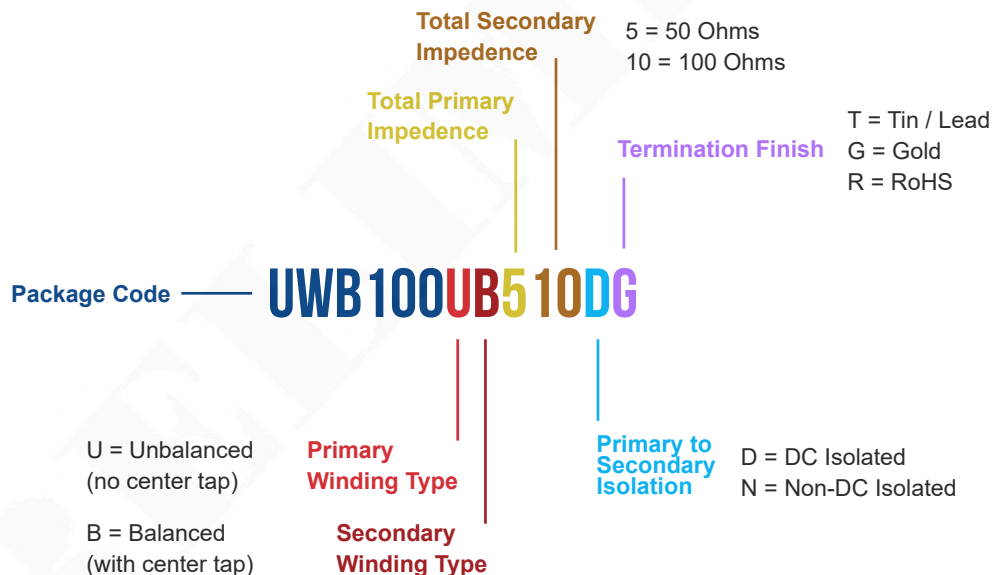 Total Secondary
Impedence
5 = 50 Ohms
10 = 100 Ohms
Total Primary
Impedence
Termination Finish
T = Tin / Lead
G = Gold
R = RoHS
Package Code
UWB100UB510DG
U = Unbalanced
(no center tap)
Primary
Winding Type
B = Balanced
(with center tap)
Secondary
Winding Type
Primary to
Secondary
Isolation
D = DC Isolated
N = Non-DC Isolated